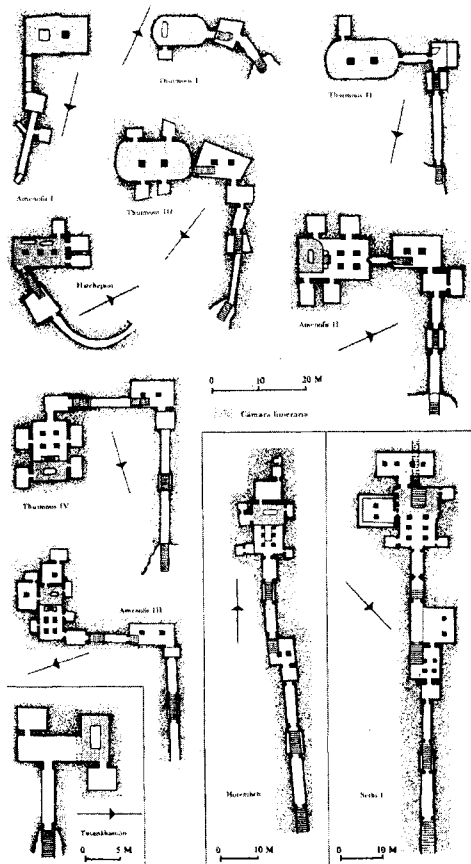 Amenofis I
Thutmosis I
Thutmosis II
Thutmosis III
Hatchepsut
Amenofis II
0 10 20 M
Cámara funeraria
Thutmosis IV
Amenofis III
Horemheb
Sethi I
Tutankhamón
0 5 M
0 10 M
0 10 M